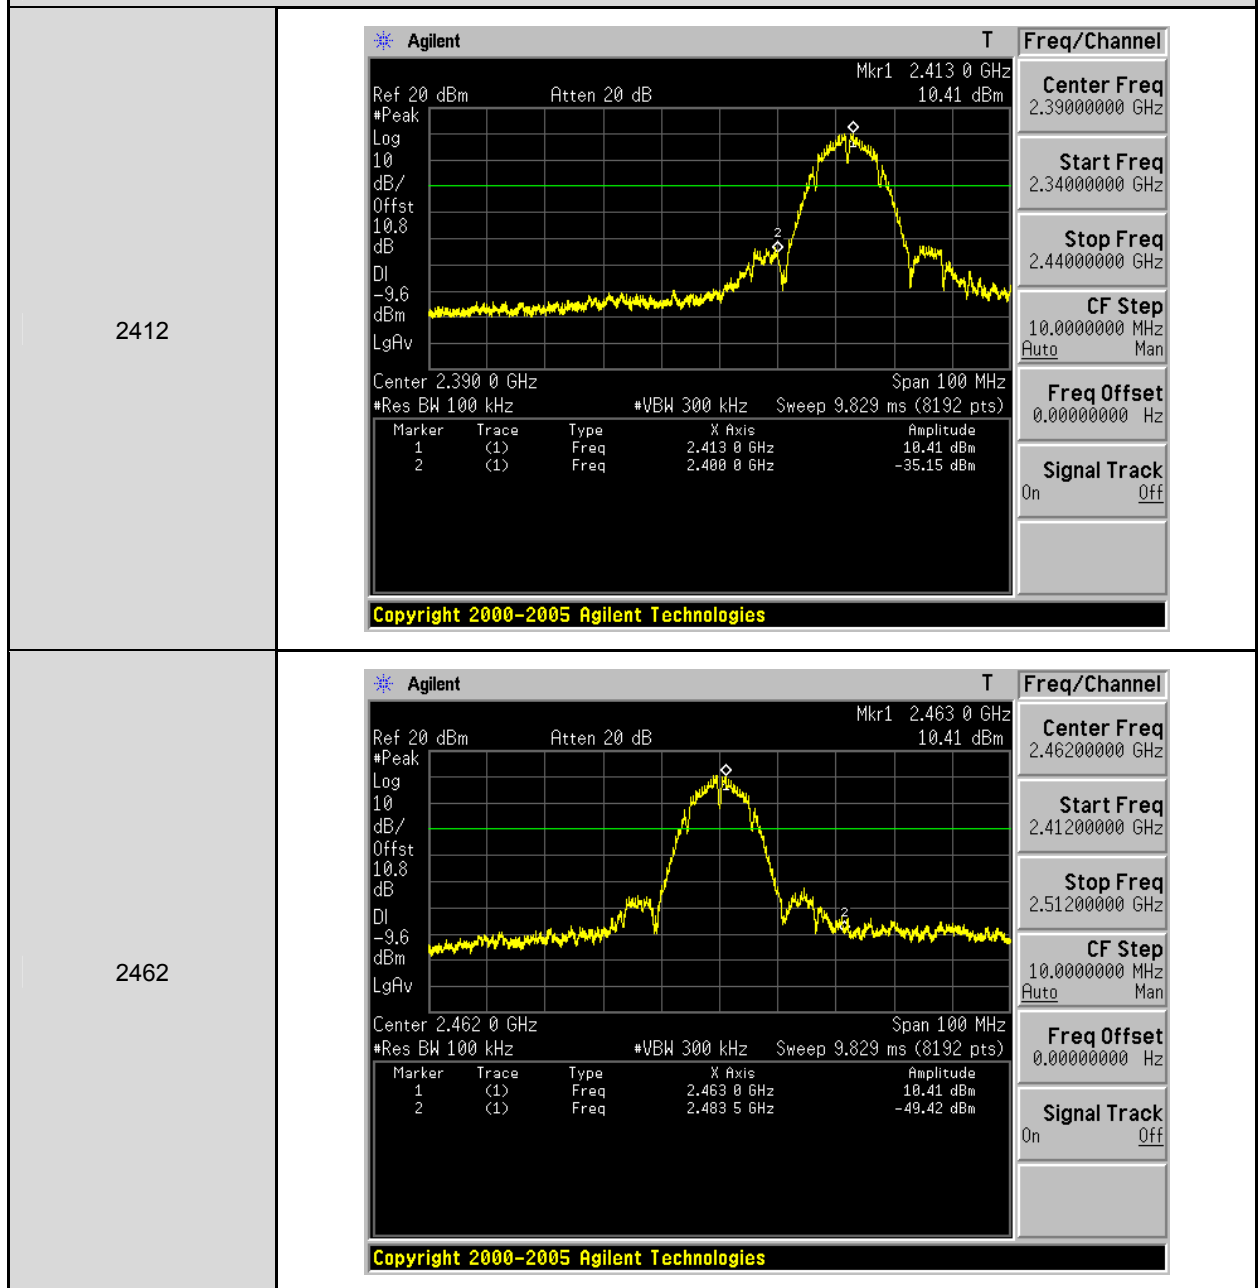 2412
Agilent T
Mkr1 2.413 0 GHz
Ref 20 dBm Atten 20 dB 10.41 dBm
#Peak
Log
10
dB/
Offst
10.8
dB
DI
-9.6
dBm
LgAv
1
2
Center 2.390 0 GHz Span 100 MHz
#Res BW 100 kHz #VBW 300 kHz Sweep 9.829 ms (8192 pts)
Marker Trace Type X Axis Amplitude
1 (1) Freq 2.413 0 GHz 10.41 dBm
2 (1) Freq 2.400 0 GHz -35.15 dBm
Copyright 2000-2005 Agilent Technologies
Freq/Channel
Center Freq
2.39000000 GHz
Start Freq
2.34000000 GHz
Stop Freq
2.44000000 GHz
CF Step
10.0000000 MHz
Auto Man
Freq Offset
0.00000000 Hz
Signal Track
On Off
2462
Agilent T
Mkr1 2.463 0 GHz
Ref 20 dBm Atten 20 dB 10.41 dBm
#Peak
Log
10
dB/
Offst
10.8
dB
DI
-9.6
dBm
LgAv
1
2
Center 2.462 0 GHz Span 100 MHz
#Res BW 100 kHz #VBW 300 kHz Sweep 9.829 ms (8192 pts)
Marker Trace Type X Axis Amplitude
1 (1) Freq 2.463 0 GHz 10.41 dBm
2 (1) Freq 2.483 5 GHz -49.42 dBm
Copyright 2000-2005 Agilent Technologies
Freq/Channel
Center Freq
2.46200000 GHz
Start Freq
2.41200000 GHz
Stop Freq
2.51200000 GHz
CF Step
10.0000000 MHz
Auto Man
Freq Offset
0.00000000 Hz
Signal Track
On Off